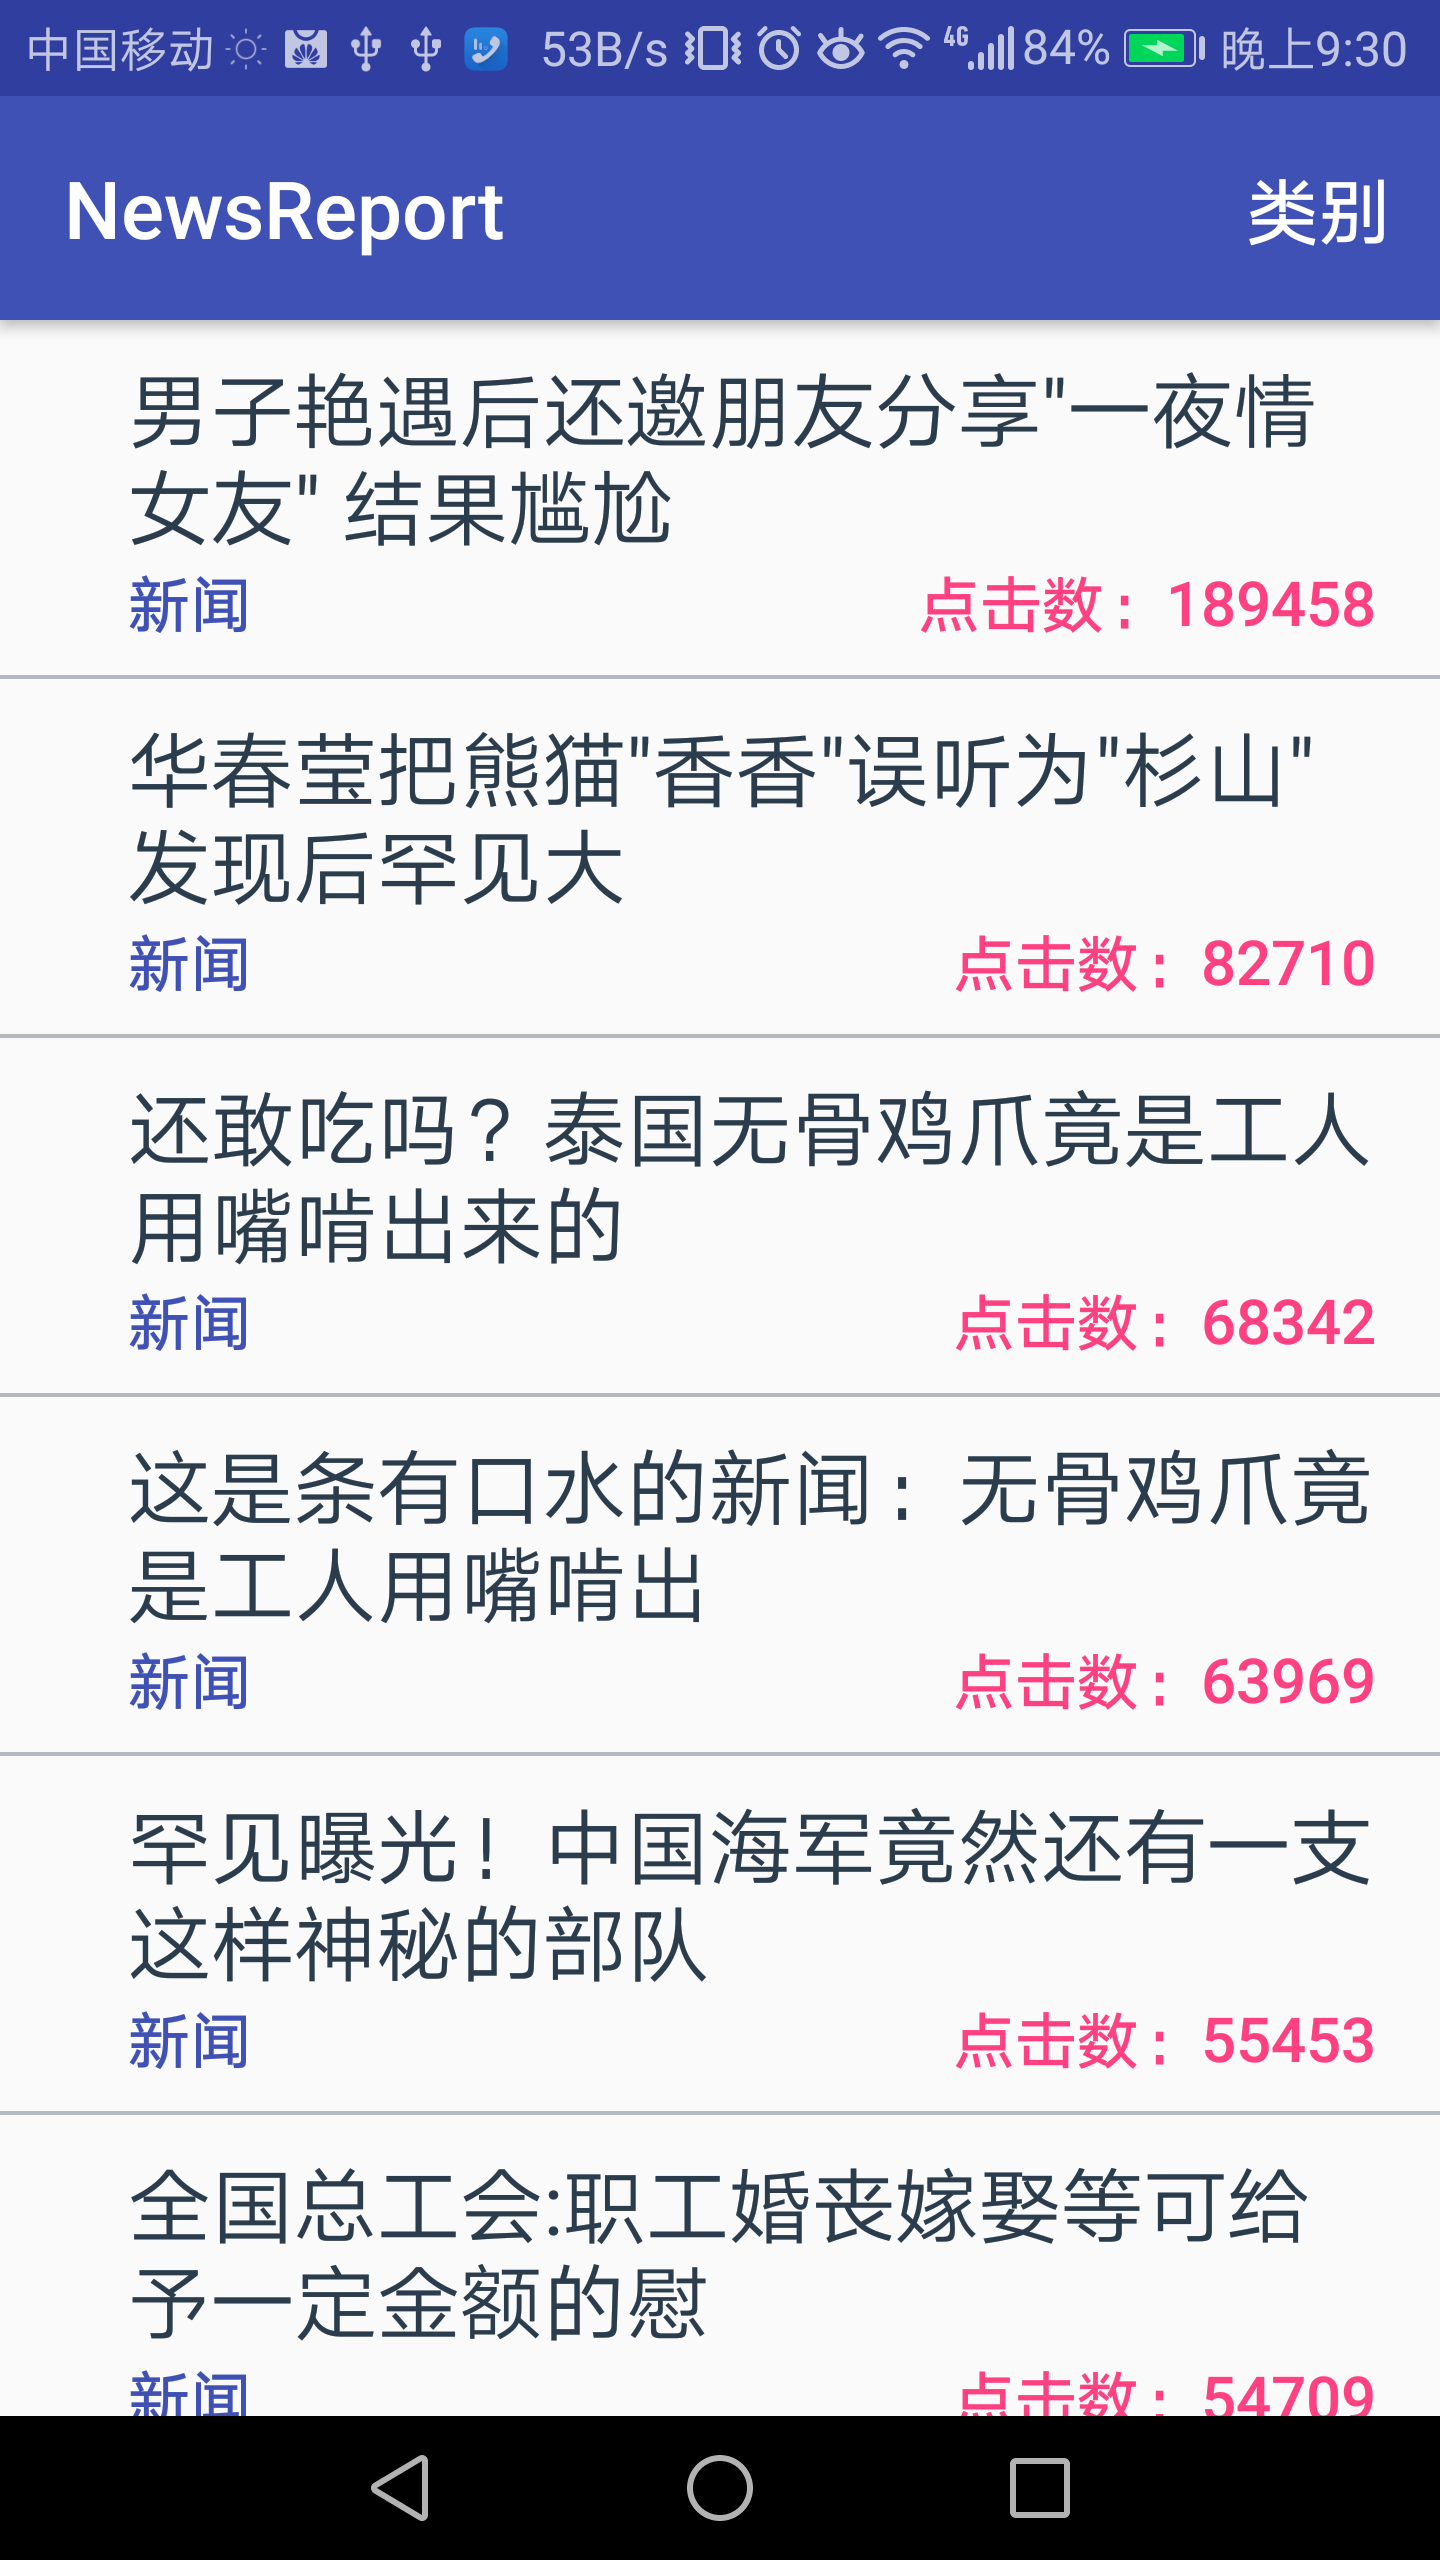 中国移动 53B/s 4G 84% 晚上9:30
NewsReport 类别
男子艳遇后还邀朋友分享"一夜情
女友" 结果尴尬
新闻 点击数：189458
华春莹把熊猫"香香"误听为"杉山"
发现后罕见大
新闻 点击数：82710
还敢吃吗？泰国无骨鸡爪竟是工人
用嘴啃出来的
新闻 点击数：68342
这是条有口水的新闻：无骨鸡爪竟
是工人用嘴啃出
新闻 点击数：63969
罕见曝光！中国海军竟然还有一支
这样神秘的部队
新闻 点击数：55453
全国总工会:职工婚丧嫁娶等可给
予一定金额的慰
新闻 点击数：54709